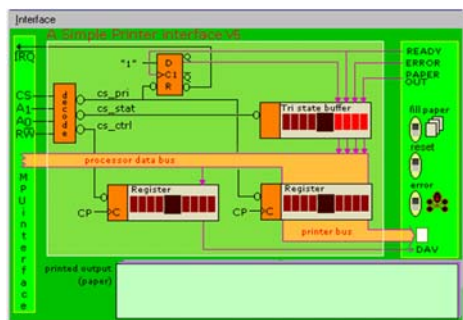 Interface
A Simple Printer interface V6
IRQ
"1"
D
Q
C1
Q
R
READY
ERROR
PAPER
OUT
CS
A1
A0
RW
decode
cs_pri
cs_stat
cs_ctrl
Tri state buffer
fill paper
reset
error
processor data bus
MPUinterface
Register
CP
C
Register
CP
C
printer bus
DAV
printed output
(paper)